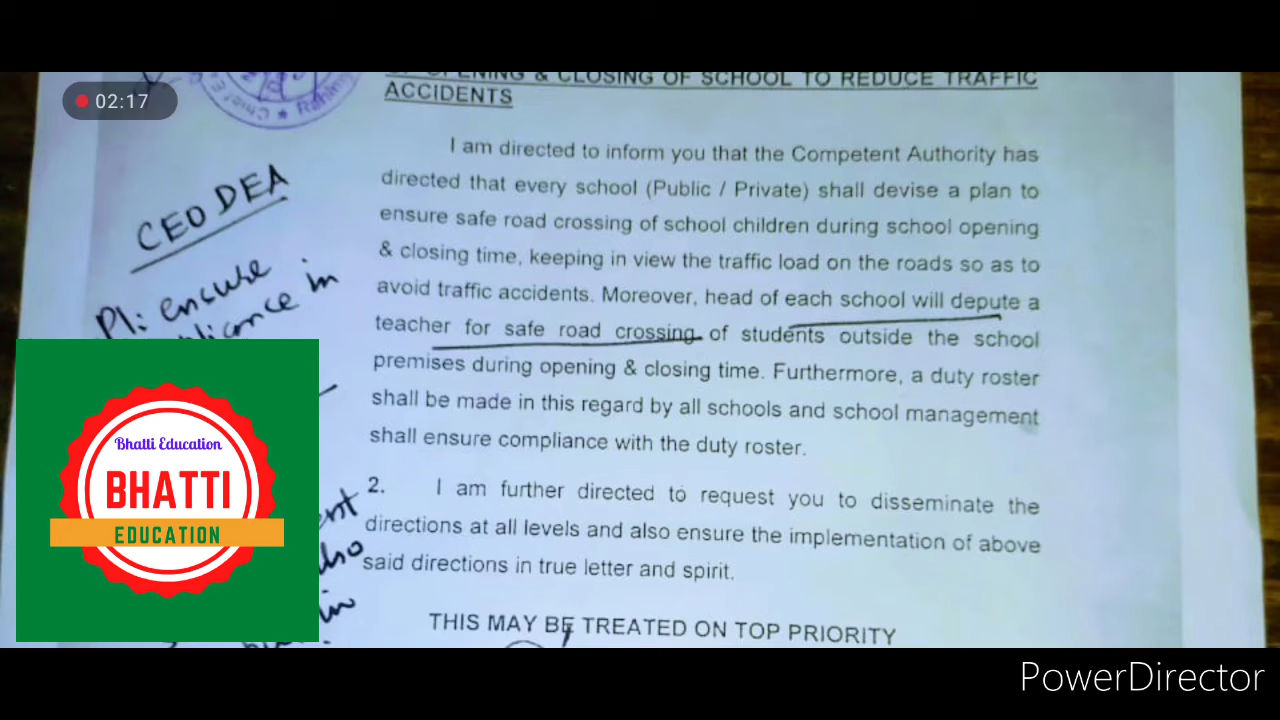 02:17
OPENING & CLOSING OF SCHOOL TO REDUCE TRAFFIC
ACCIDENTS
I am directed to inform you that the Competent Authority has
directed that every school (Public / Private) shall devise a plan to
ensure safe road crossing of school children during school opening
& closing time, keeping in view the traffic load on the roads so as to
avoid traffic accidents. Moreover, head of each school will depute a
teacher for safe road crossing of students outside the school
premises during opening & closing time. Furthermore, a duty roster
shall be made in this regard by all schools and school management
shall ensure compliance with the duty roster.
2. I am further directed to request you to disseminate the
directions at all levels and also ensure the implementation of above
said directions in true letter and spirit.
THIS MAY BE TREATED ON TOP PRIORITY
CEO DEA
Pl: ensure
in
Bhatti Education
BHATTI
EDUCATION
PowerDirector